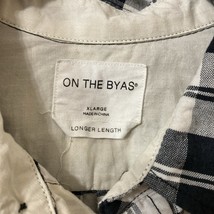 ON THE BYAS®
XLARGE
MADE IN CHINA
LONGER LENGTH